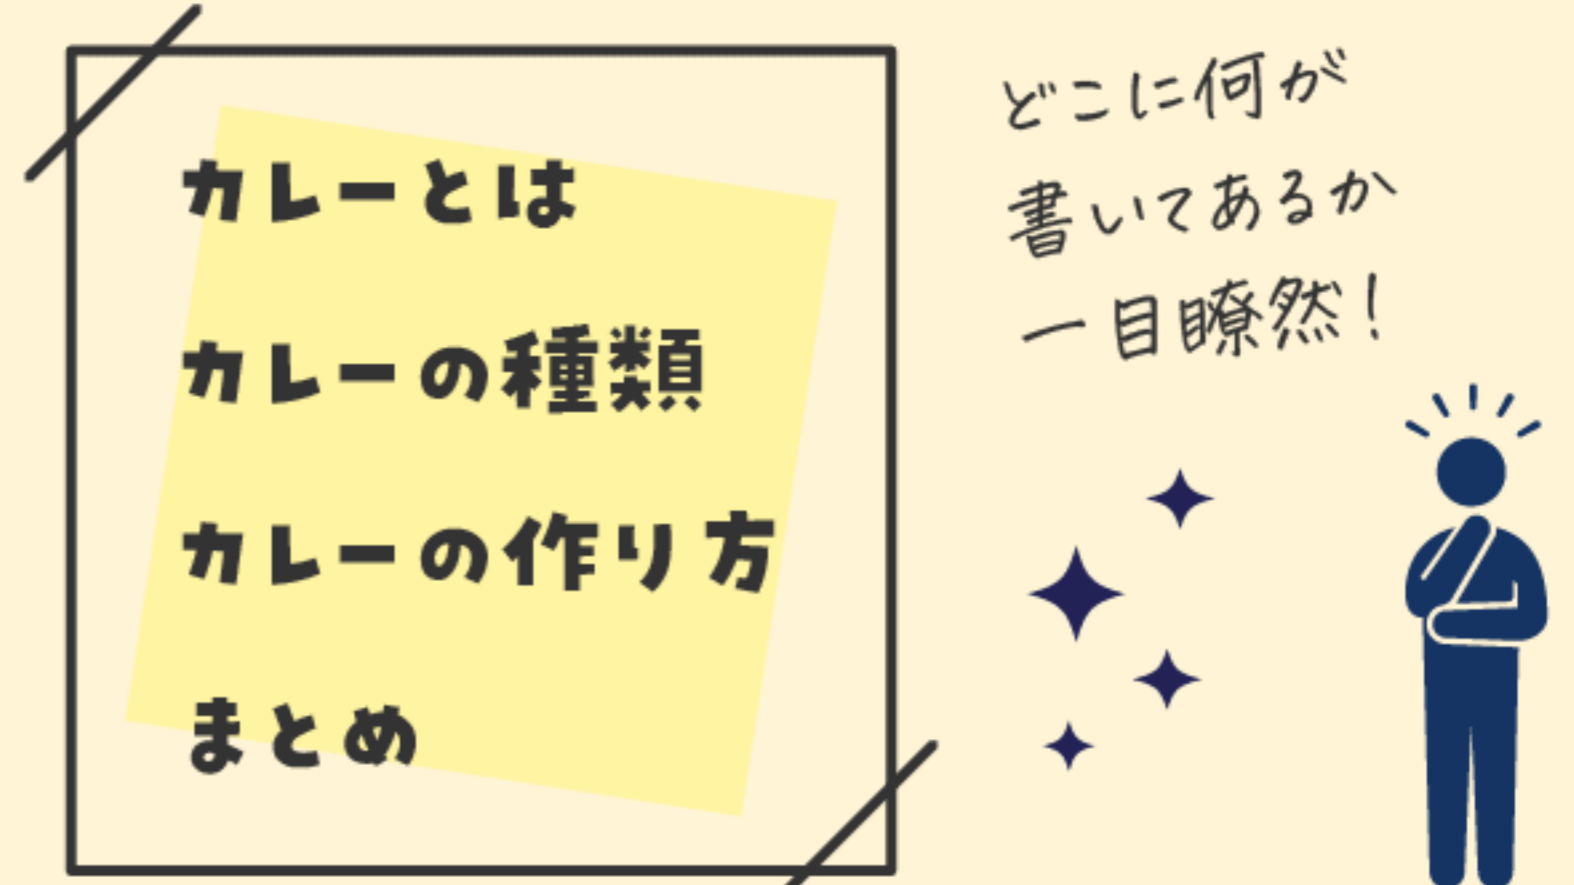 カレーとは
カレーの種類
カレーの作り方
まとめ
どこに何が
書いてあるか
一目瞭然!